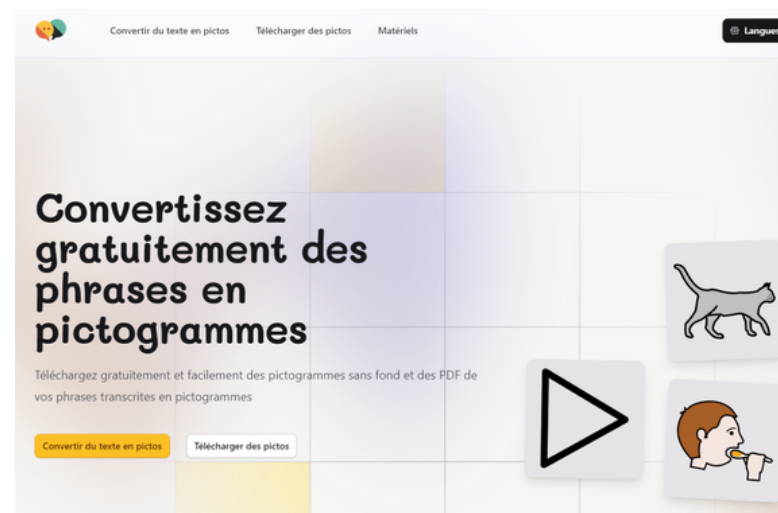 Convertir du texte en pictos
Télécharger des pictos
Matériels
Langues
Convertissez
gratuitement des
phrases en
pictogrammes
Téléchargez gratuitement et facilement des pictogrammes sans fond et des PDF de
vos phrases transcrites en pictogrammes
Convertir du texte en pictos
Télécharger des pictos